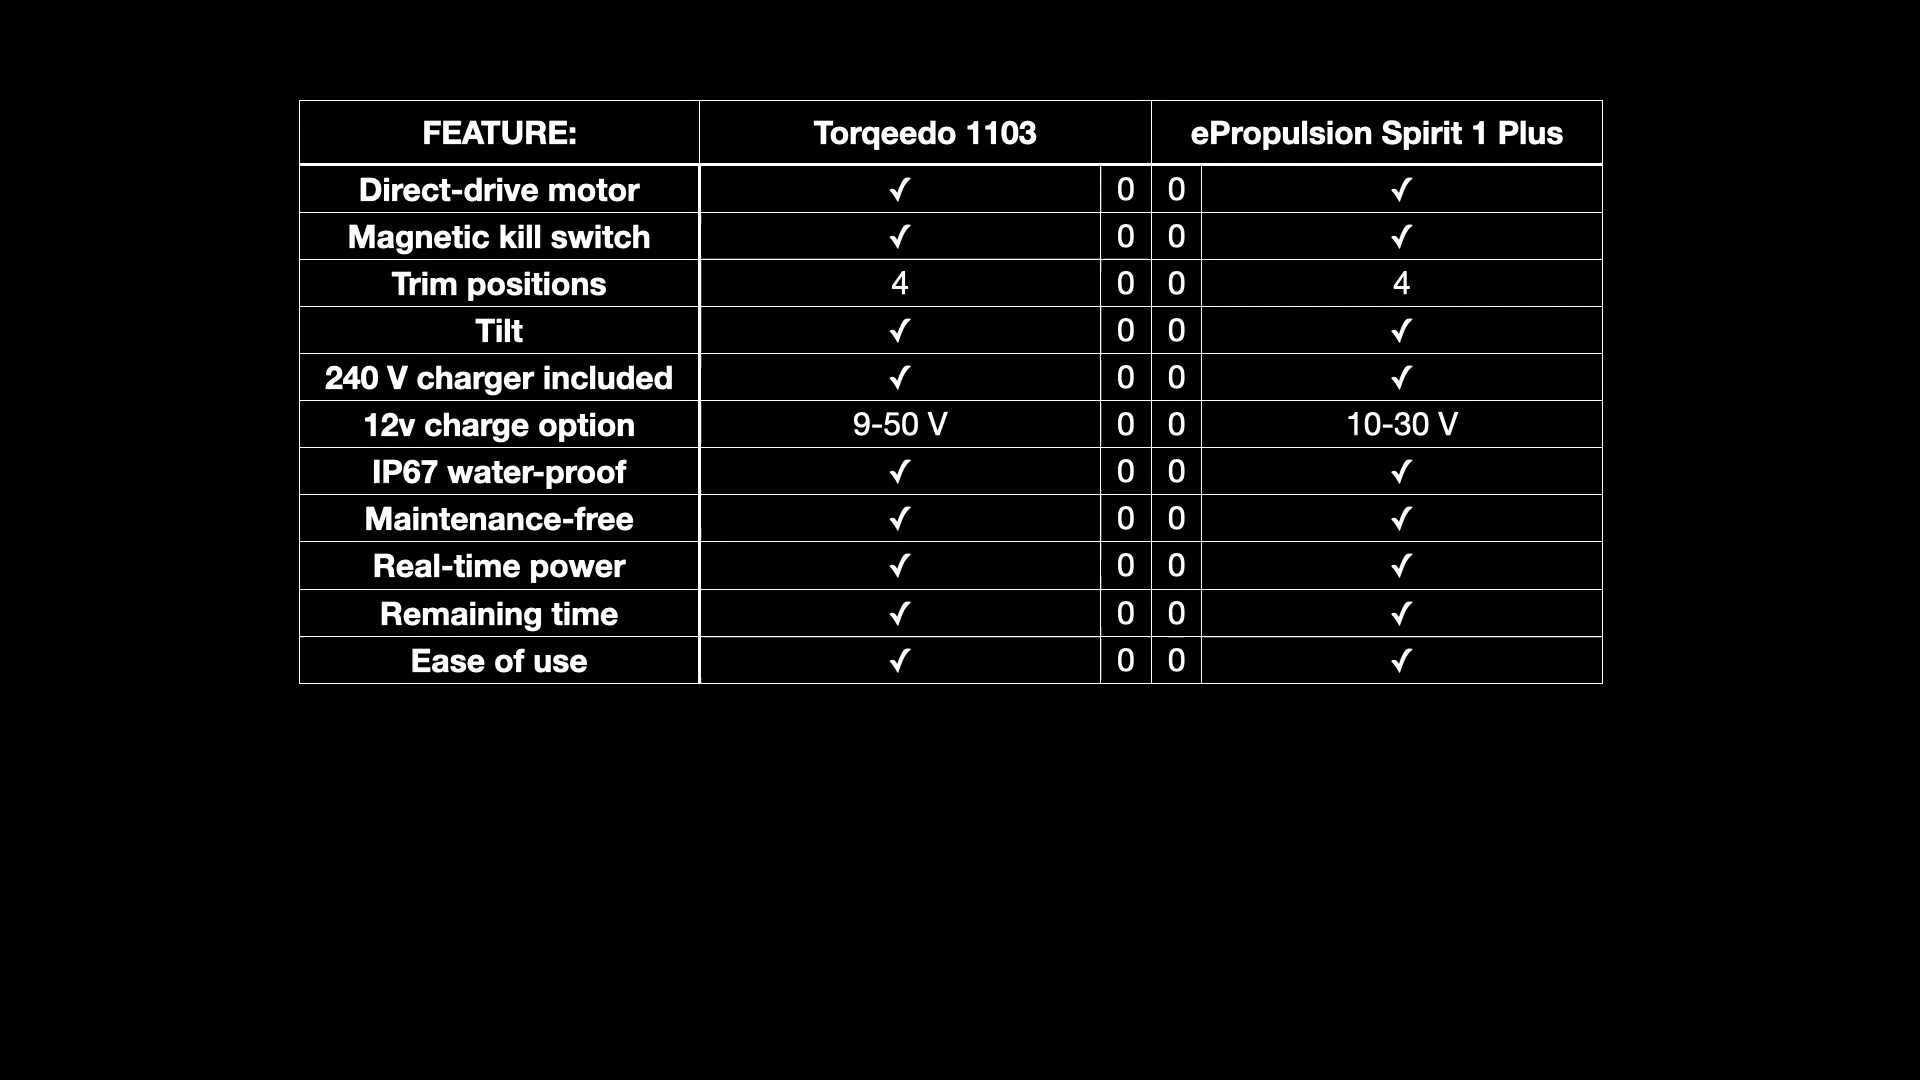 FEATURE: Torqeedo 1103 ePropulsion Spirit 1 Plus
Direct-drive motor ✓ 0 0 ✓
Magnetic kill switch ✓ 0 0 ✓
Trim positions 4 0 0 4
Tilt ✓ 0 0 ✓
240 V charger included ✓ 0 0 ✓
12v charge option 9-50 V 0 0 10-30 V
IP67 water-proof ✓ 0 0 ✓
Maintenance-free ✓ 0 0 ✓
Real-time power ✓ 0 0 ✓
Remaining time ✓ 0 0 ✓
Ease of use ✓ 0 0 ✓